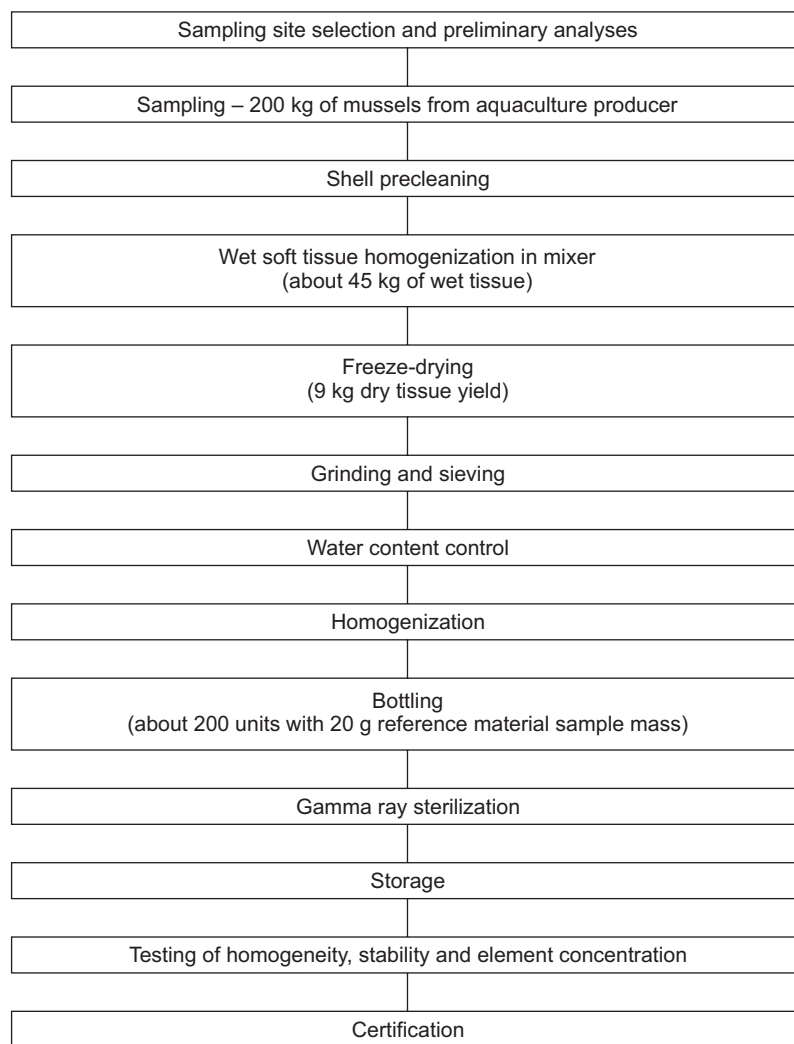 Sampling site selection and preliminary analyses
Sampling – 200 kg of mussels from aquaculture producer
Shell precleaning
Wet soft tissue homogenization in mixer
(about 45 kg of wet tissue)
Freeze-drying
(9 kg dry tissue yield)
Grinding and sieving
Water content control
Homogenization
Bottling
(about 200 units with 20 g reference material sample mass)
Gamma ray sterilization
Storage
Testing of homogeneity, stability and element concentration
Certification